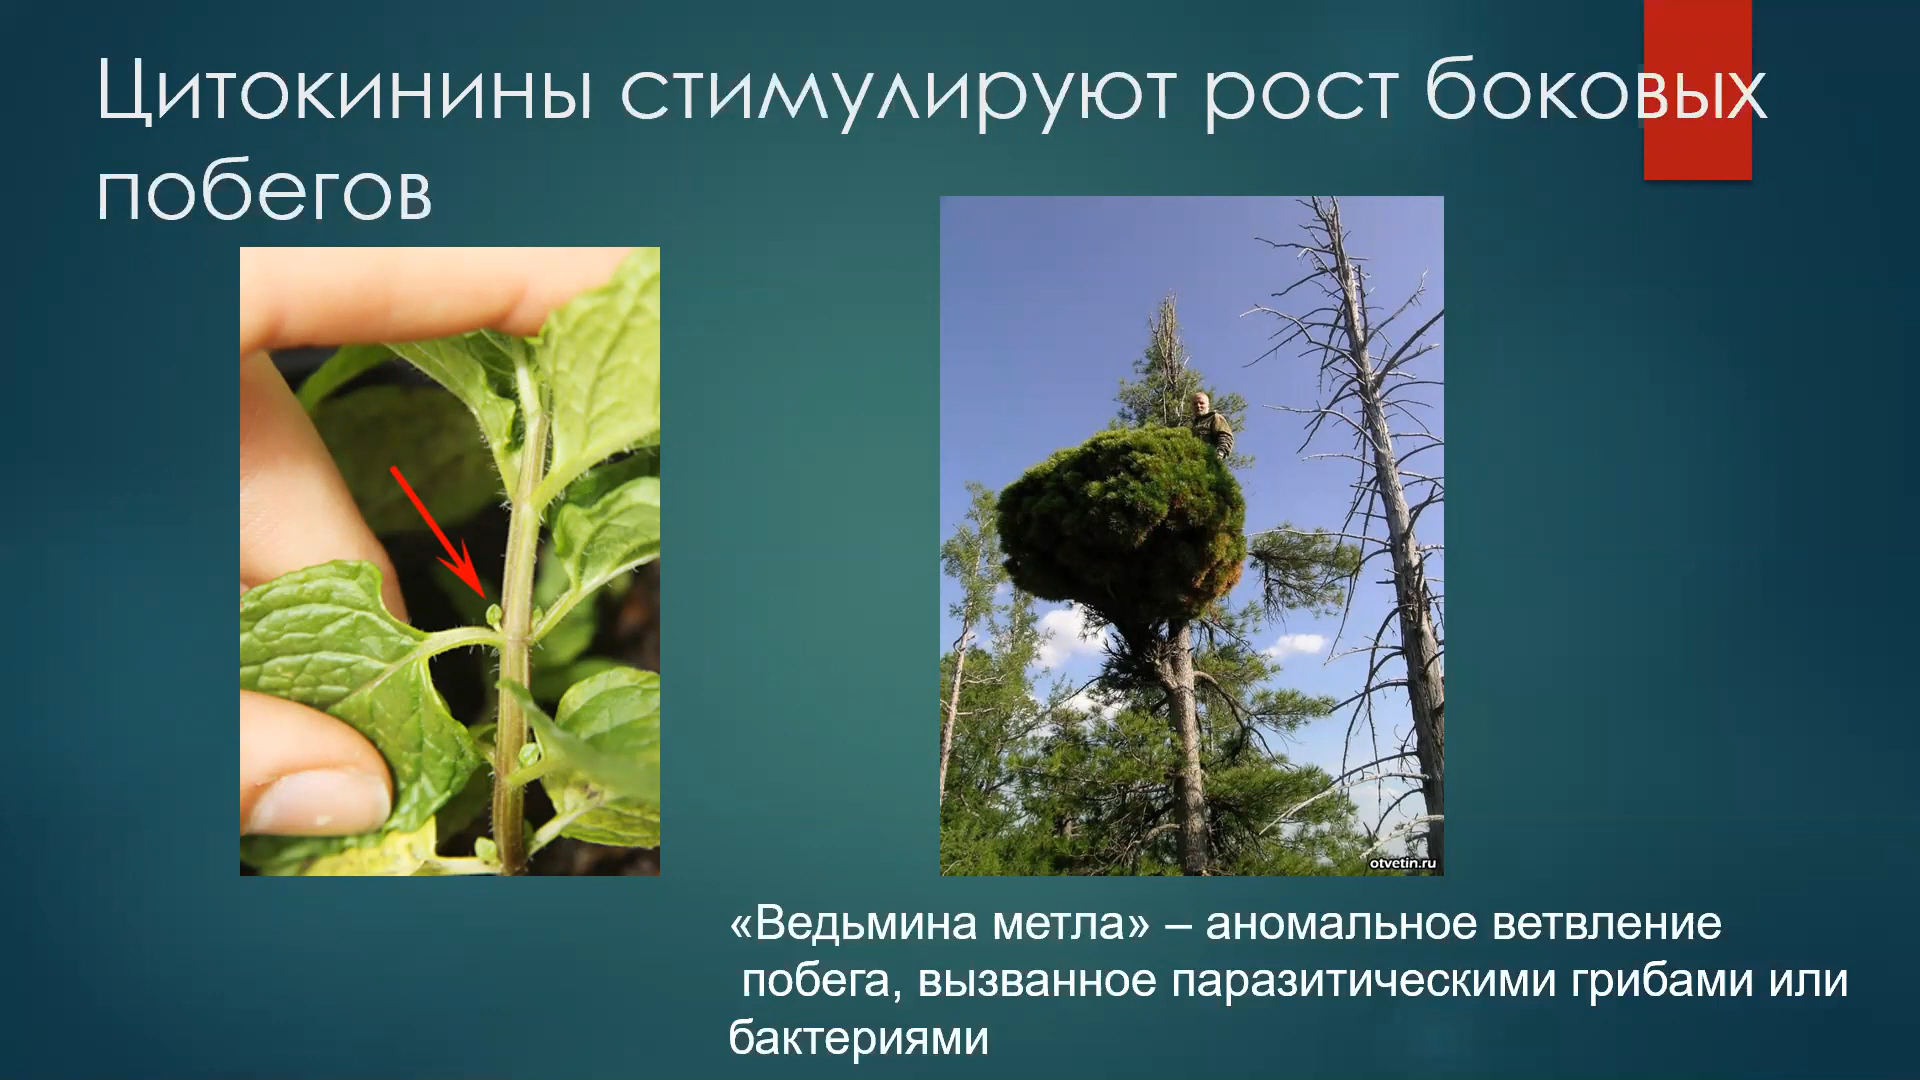 Цитокинины стимулируют рост боковых
побегов
otvetin.ru
«Ведьмина метла» – аномальное ветвление
побега, вызванное паразитическими грибами или
бактериями